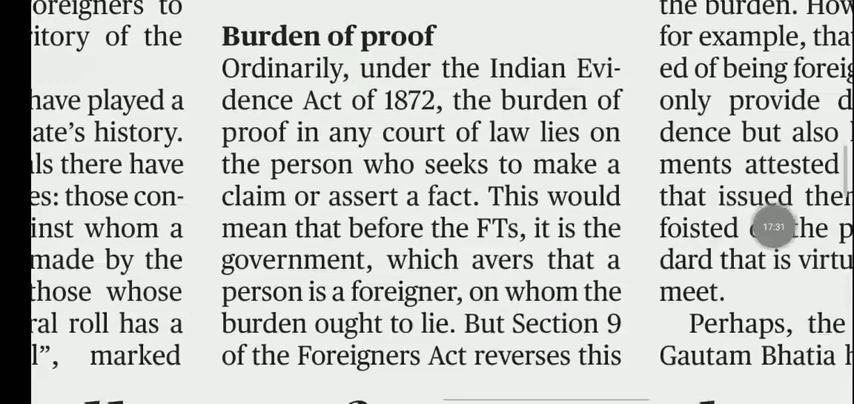 oreigners to
itory of the
have played a
ate's history.
ls there have
es: those con-
inst whom a
made by the
those whose
ral roll has a
l", marked
Burden of proof
Ordinarily, under the Indian Evi-
dence Act of 1872, the burden of
proof in any court of law lies on
the person who seeks to make a
claim or assert a fact. This would
mean that before the FTs, it is the
government, which avers that a
person is a foreigner, on whom the
burden ought to lie. But Section 9
of the Foreigners Act reverses this
the burden. How
for example, tha
ed of being foreig
only provide d
dence but also
ments attested
that issued ther
foisted the p
dard that is virtu
meet.
Perhaps, the
Gautam Bhatia h
17:31